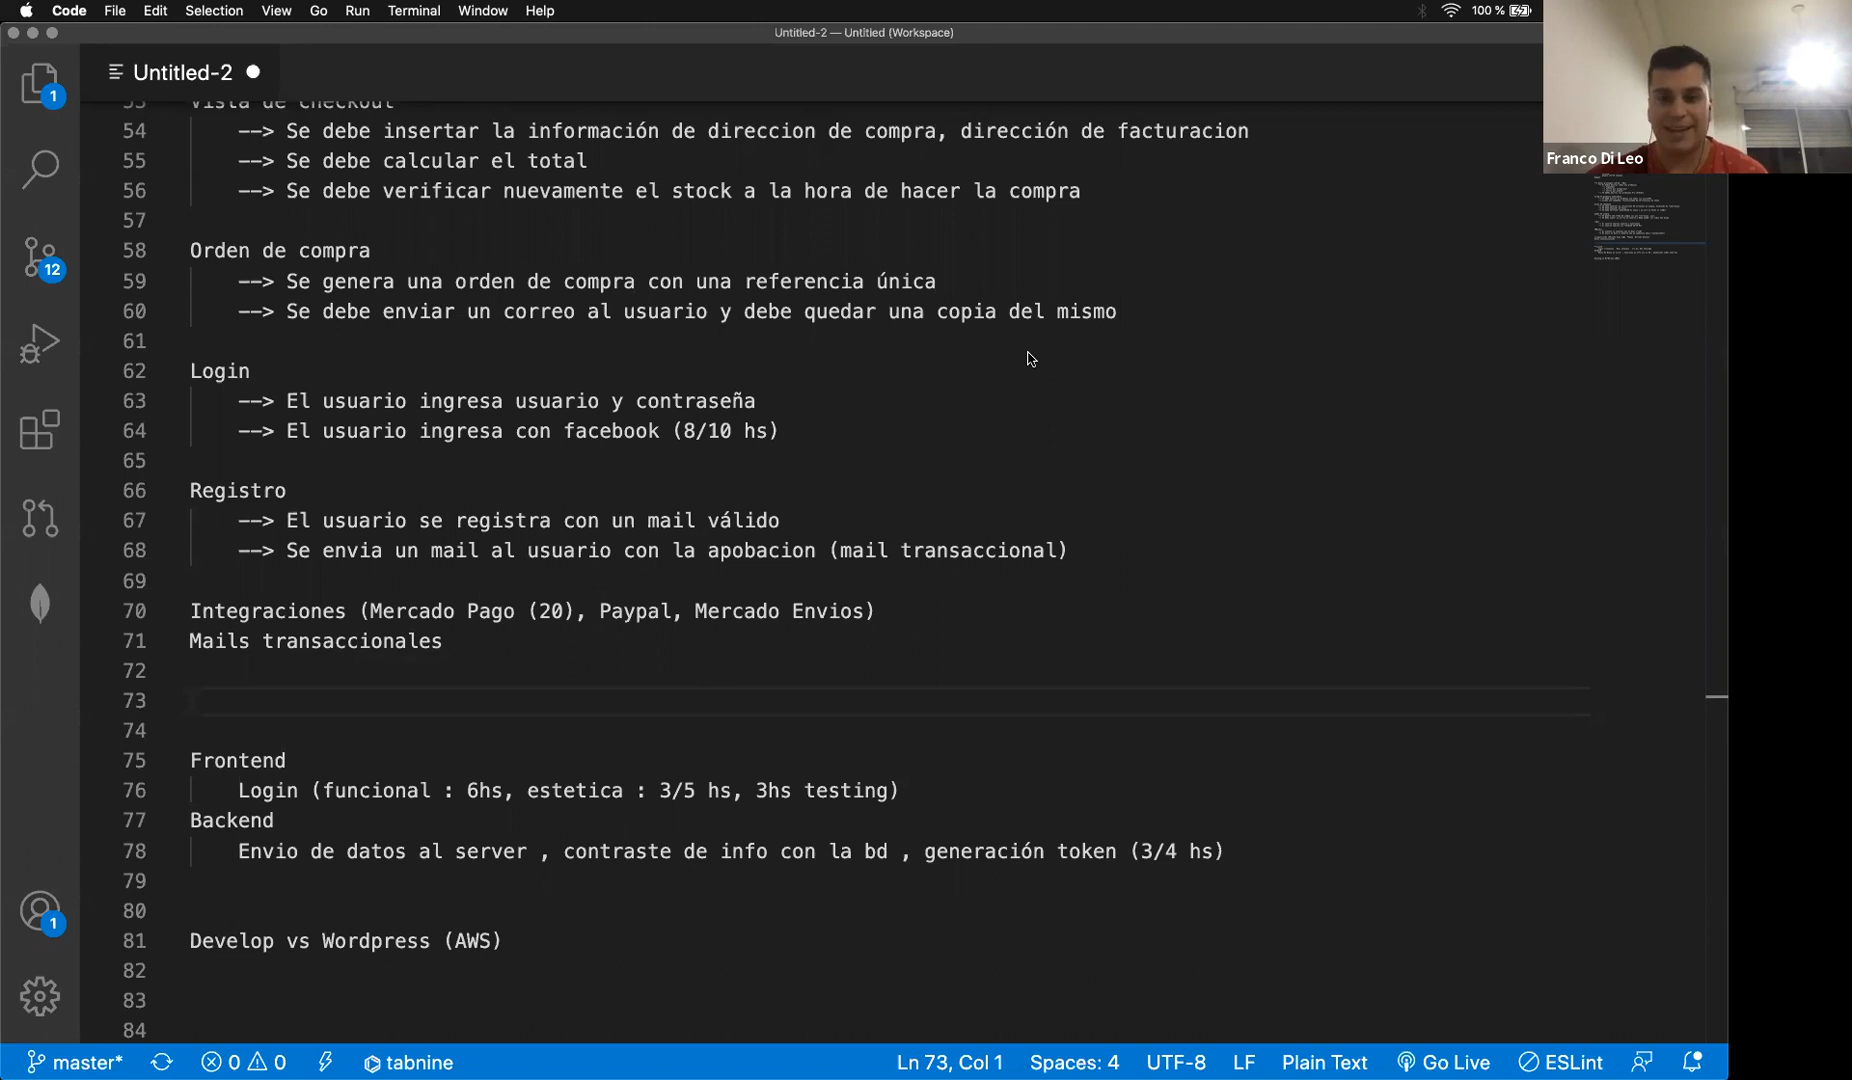 Code File Edit Selection View Go Run Terminal Window Help 100 %
Untitled-2 — Untitled (Workspace)
Untitled-2
1
53 Vista de checkout
54 --> Se debe insertar la información de direccion de compra, dirección de facturacion
Franco Di Leo
55 --> Se debe calcular el total
56 --> Se debe verificar nuevamente el stock a la hora de hacer la compra
57
58 Orden de compra
12
59 --> Se genera una orden de compra con una referencia única
60 --> Se debe enviar un correo al usuario y debe quedar una copia del mismo
61
62 Login
63 --> El usuario ingresa usuario y contraseña
64 --> El usuario ingresa con facebook (8/10 hs)
65
66 Registro
67 --> El usuario se registra con un mail válido
68 --> Se envia un mail al usuario con la apobacion (mail transaccional)
69
70 Integraciones (Mercado Pago (20), Paypal, Mercado Envios)
71 Mails transaccionales
72
73
74
75 Frontend
76 Login (funcional : 6hs, estetica : 3/5 hs, 3hs testing)
77 Backend
78 Envio de datos al server , contraste de info con la bd , generación token (3/4 hs)
79
80
1
81 Develop vs Wordpress (AWS)
82
83
84
master* 0 0 tabnine Ln 73, Col 1 Spaces: 4 UTF-8 LF Plain Text Go Live ESLint